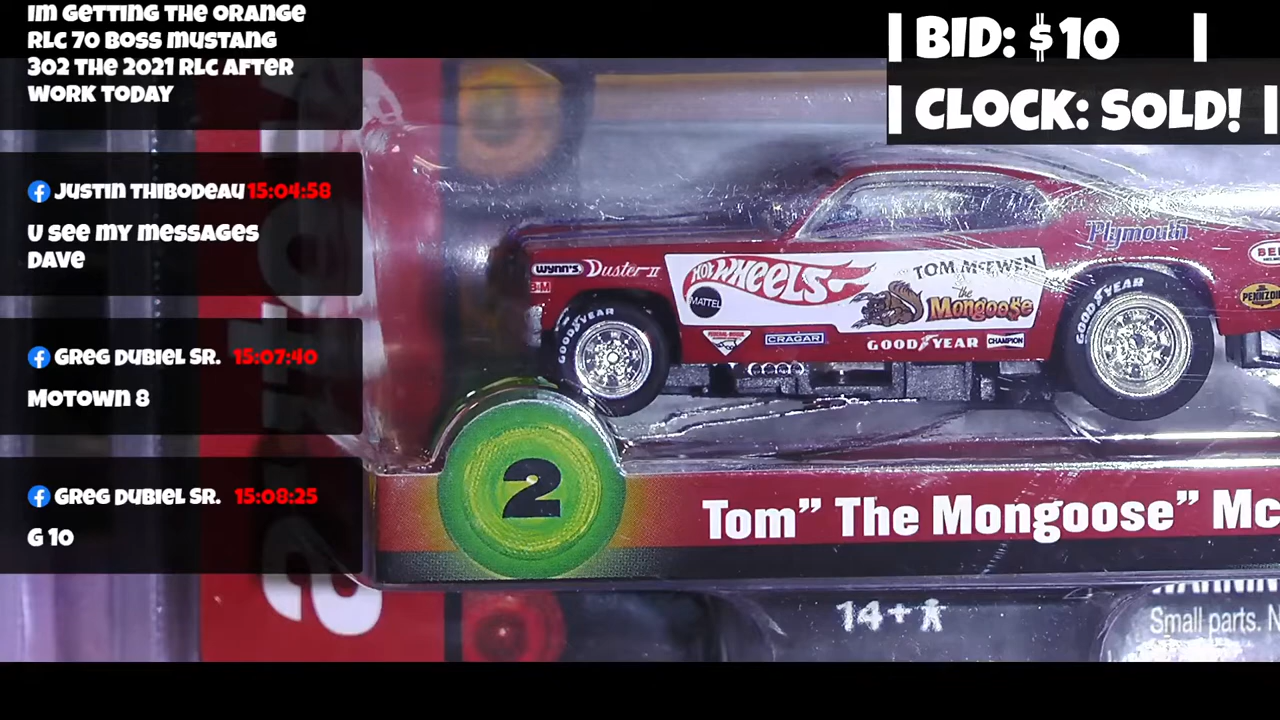 Im GETTING THE ORANGE
RLC 70 BOSS MUSTANG
302 THE 2021 RLC AFTER
WORK TODAY
JUSTIN THIBODEAU 15:04:58
U SEE MY MESSAGES
DAVE
GREG DUBIEL SR. 15:07:40
MOTOWN 8
GREG DUBIEL SR. 15:08:25
G 10
| BID: $10 |
| CLOCK: SOLD! |
Plymouth
WYNN'S Duster II
B&M
HOT WHEELS
MATTEL
TOM McEWEN
the
Mongoose
GOODYEAR
GOODYEAR
CRAGAR
GOODYEAR
CHAMPION
PENNZOIL
2
Tom" The Mongoose" Mc
14+
WARNIN
Small parts. N